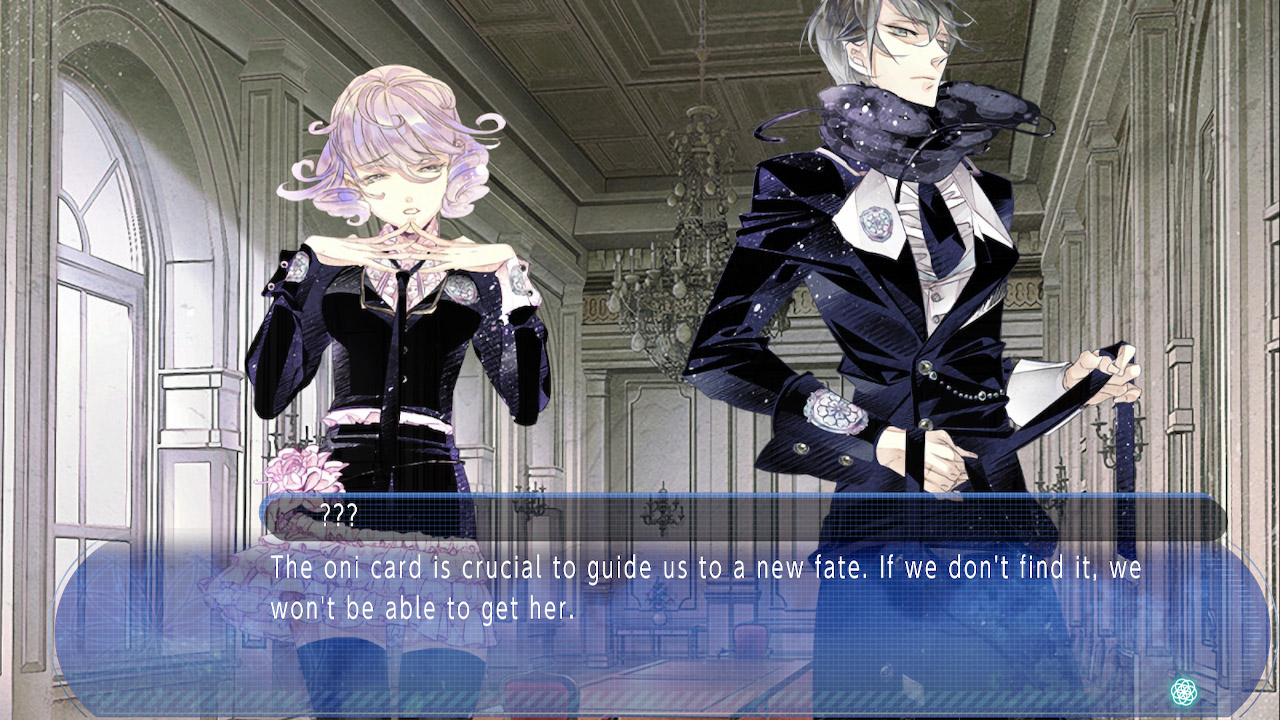 ???
The oni card is crucial to guide us to a new fate. If we don't find it, we
won't be able to get her.